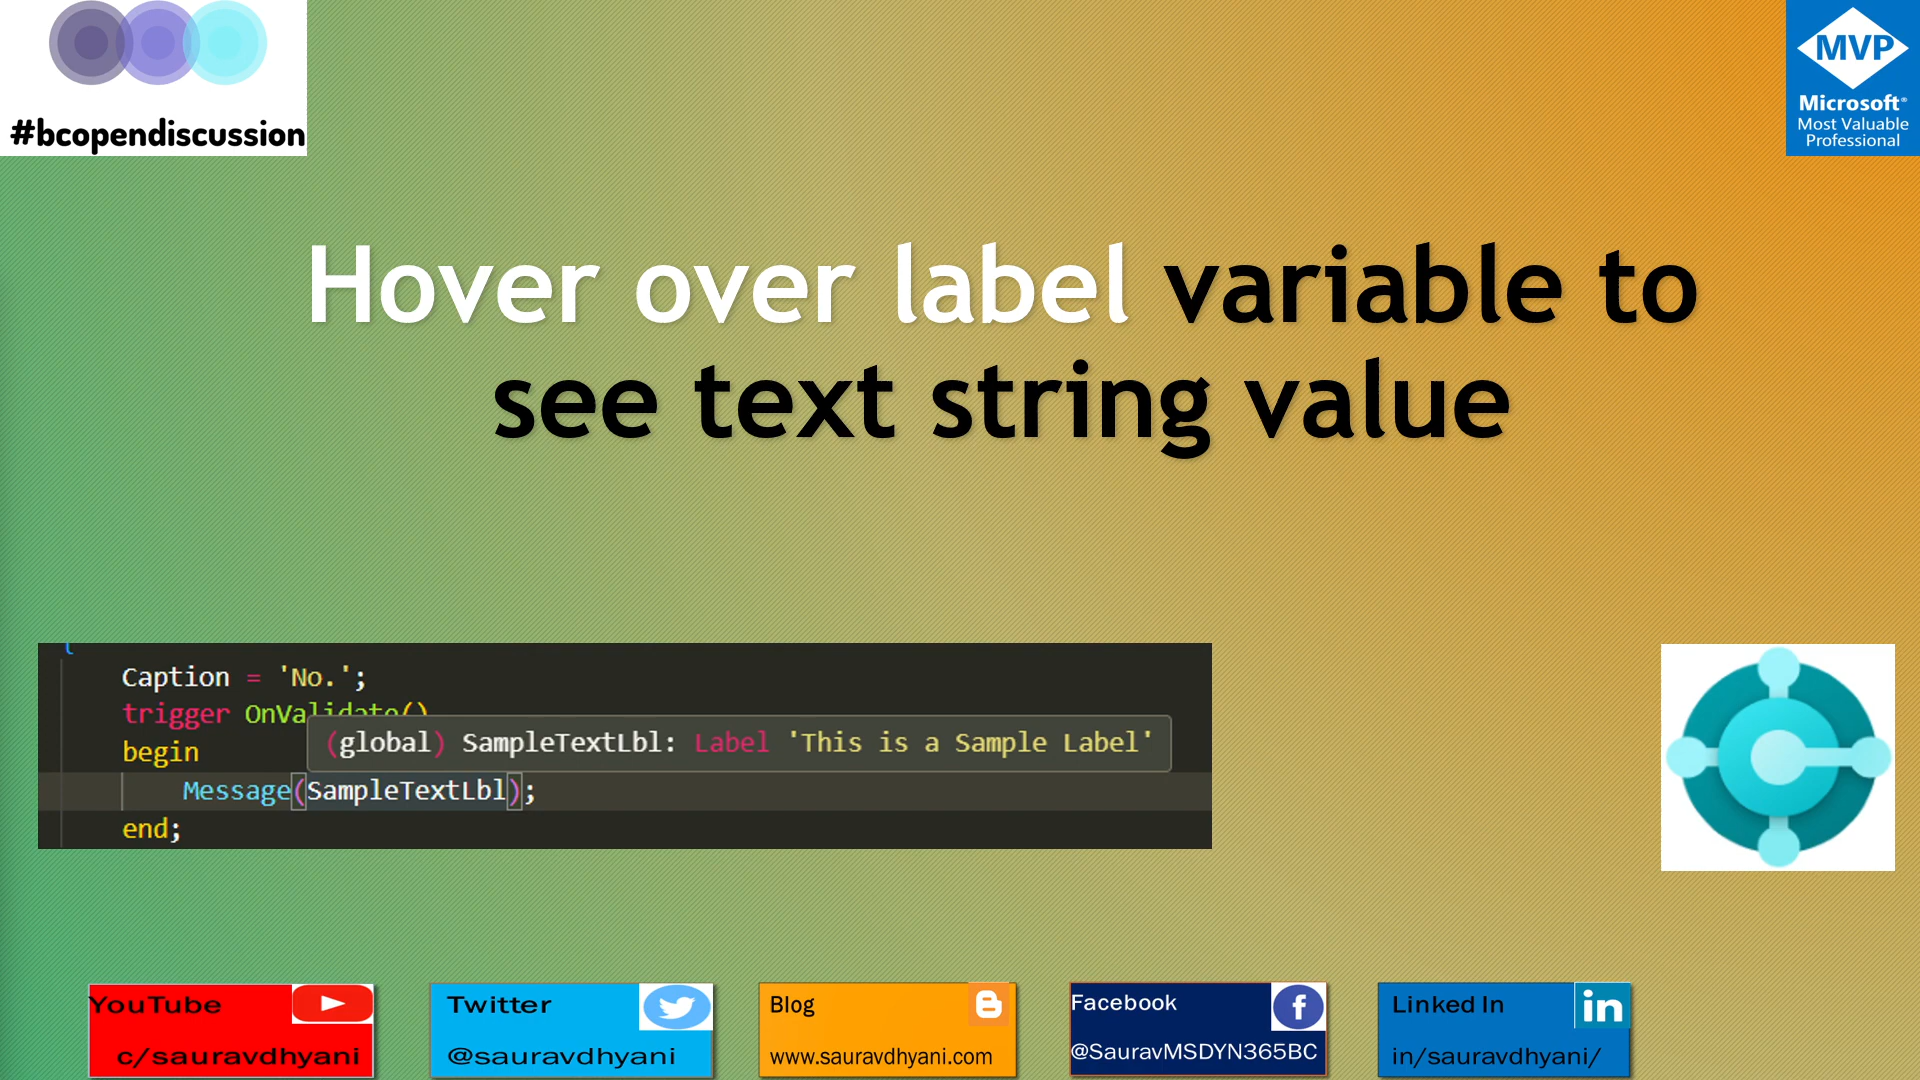 #bcopendiscussion
MVP
Microsoft®
Most Valuable
Professional
Hover over label variable to
see text string value
Caption = 'No.';
trigger OnValidate()
(global) SampleTextLbl: Label 'This is a Sample Label'
begin
Message(SampleTextLbl);
end;
YouTube
c/sauravdhyani
Twitter
@sauravdhyani
Blog
www.sauravdhyani.com
Facebook
@SauravMSDYN365BC
Linked In
in
in/sauravdhyani/